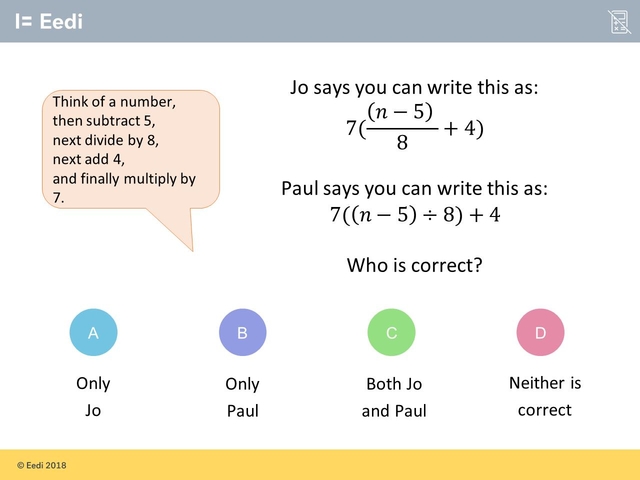 Eedi
Think of a number,
then subtract 5,
next divide by 8,
next add 4,
and finally multiply by
7.
Jo says you can write this as:
7((n − 5)/8 + 4)
Paul says you can write this as:
7((n − 5) ÷ 8) + 4
Who is correct?
A
Only
Jo
B
Only
Paul
C
Both Jo
and Paul
D
Neither is
correct
© Eedi 2018